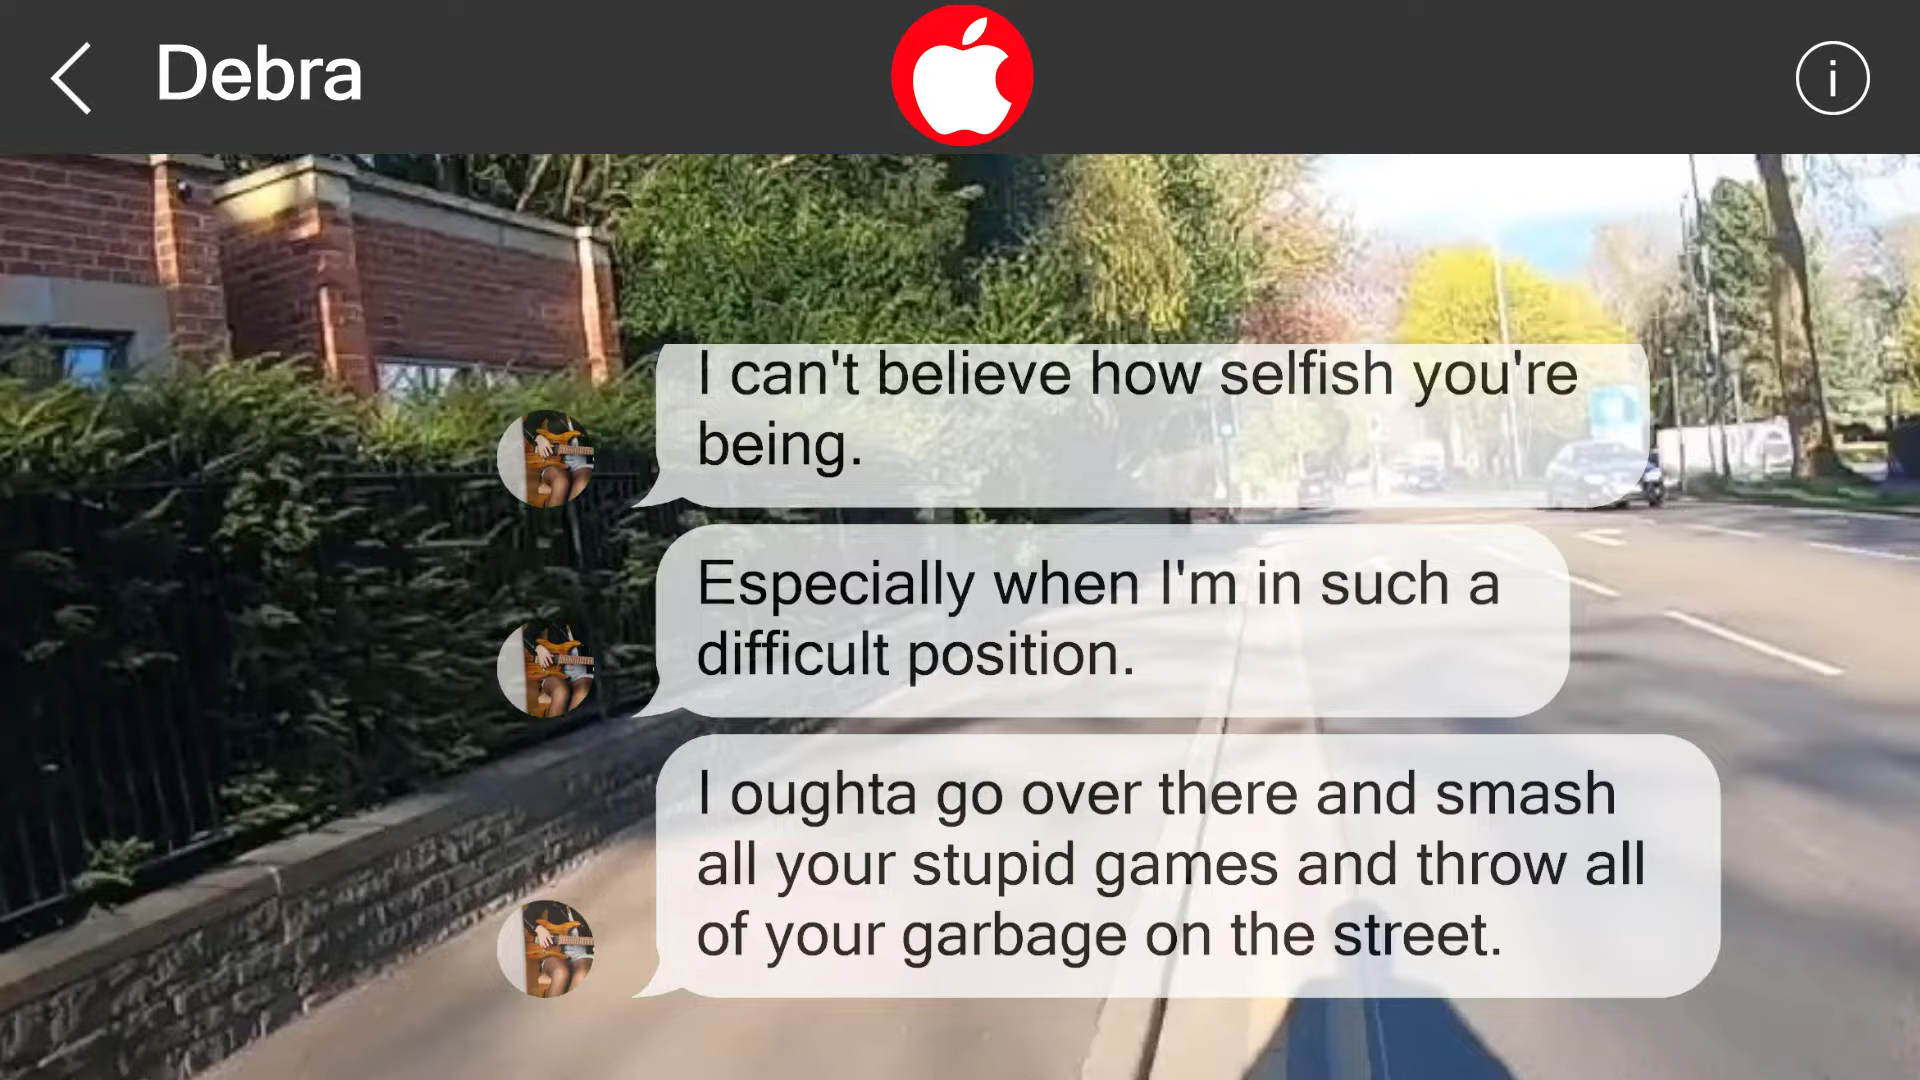 Debra
I can't believe how selfish you're
being.
Especially when I'm in such a
difficult position.
I oughta go over there and smash
all your stupid games and throw all
of your garbage on the street.